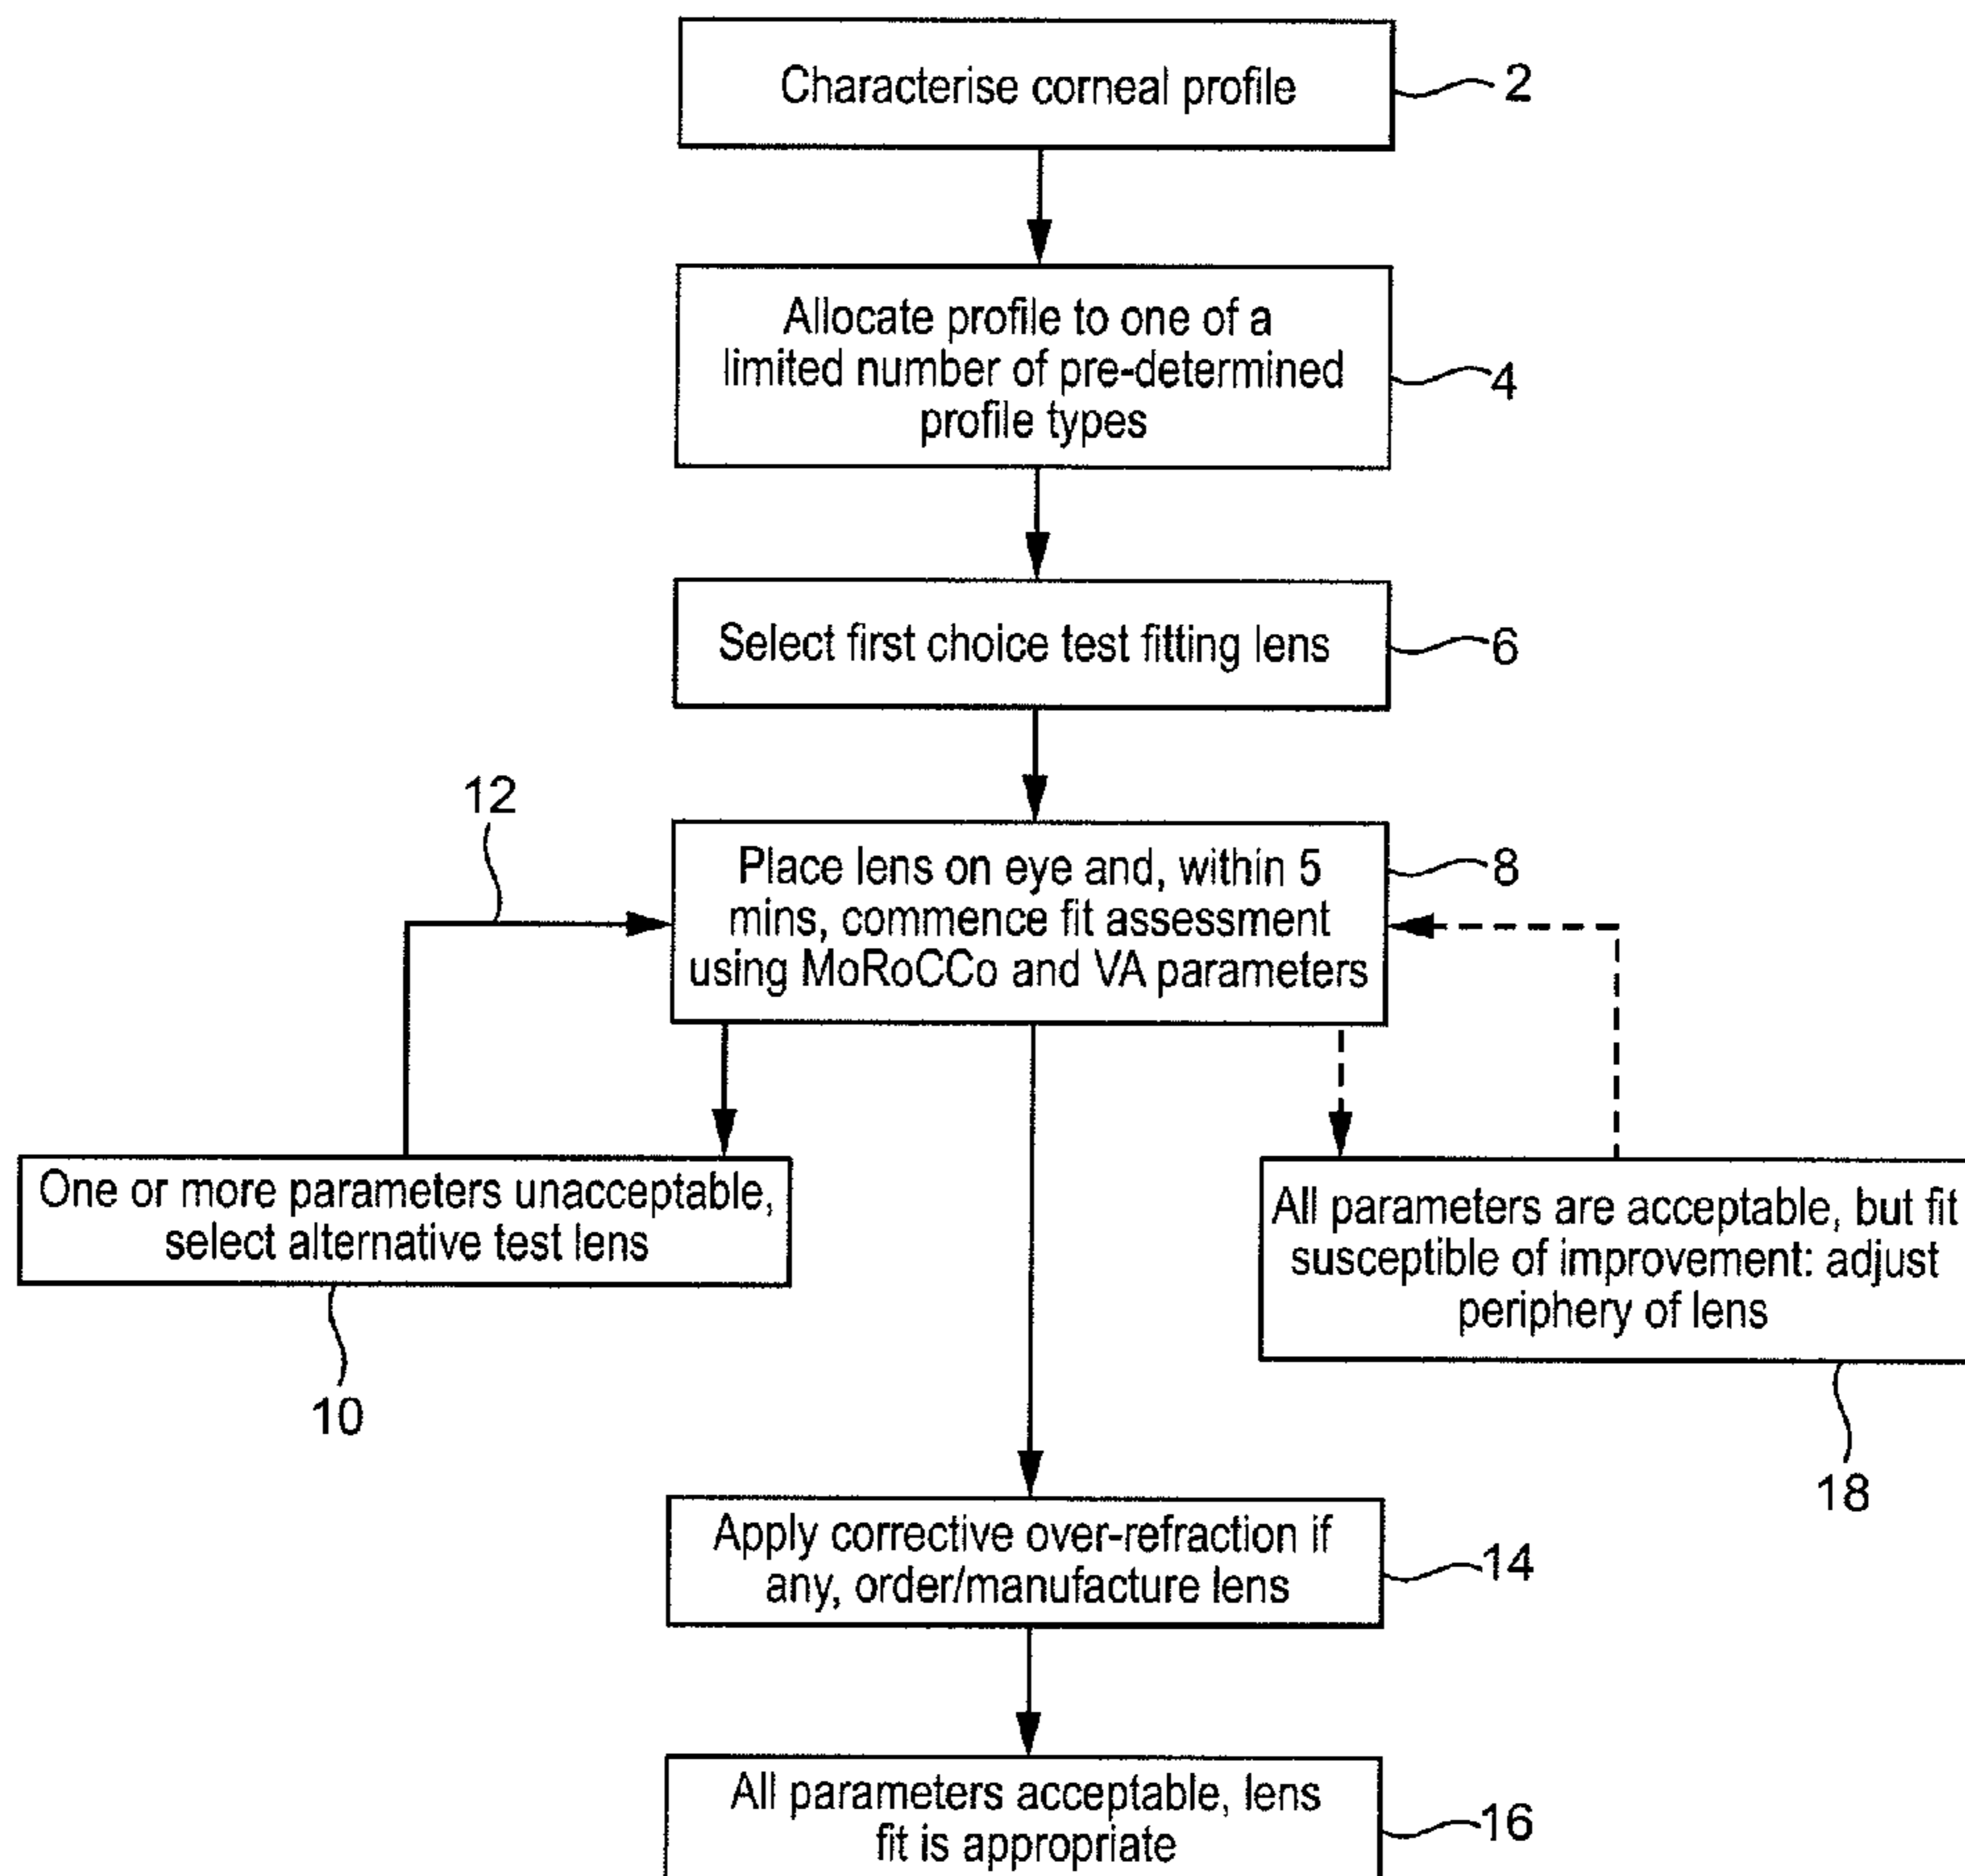 Characterise corneal profile
2
Allocate profile to one of a
limited number of pre-determined
profile types
4
Select first choice test fitting lens
6
12
Place lens on eye and, within 5
mins, commence fit assessment
using MoRoCCo and VA parameters
8
One or more parameters unacceptable,
select alternative test lens
10
All parameters are acceptable, but fit
susceptible of improvement: adjust
periphery of lens
18
Apply corrective over-refraction if
any, order/manufacture lens
14
All parameters acceptable, lens
fit is appropriate
16